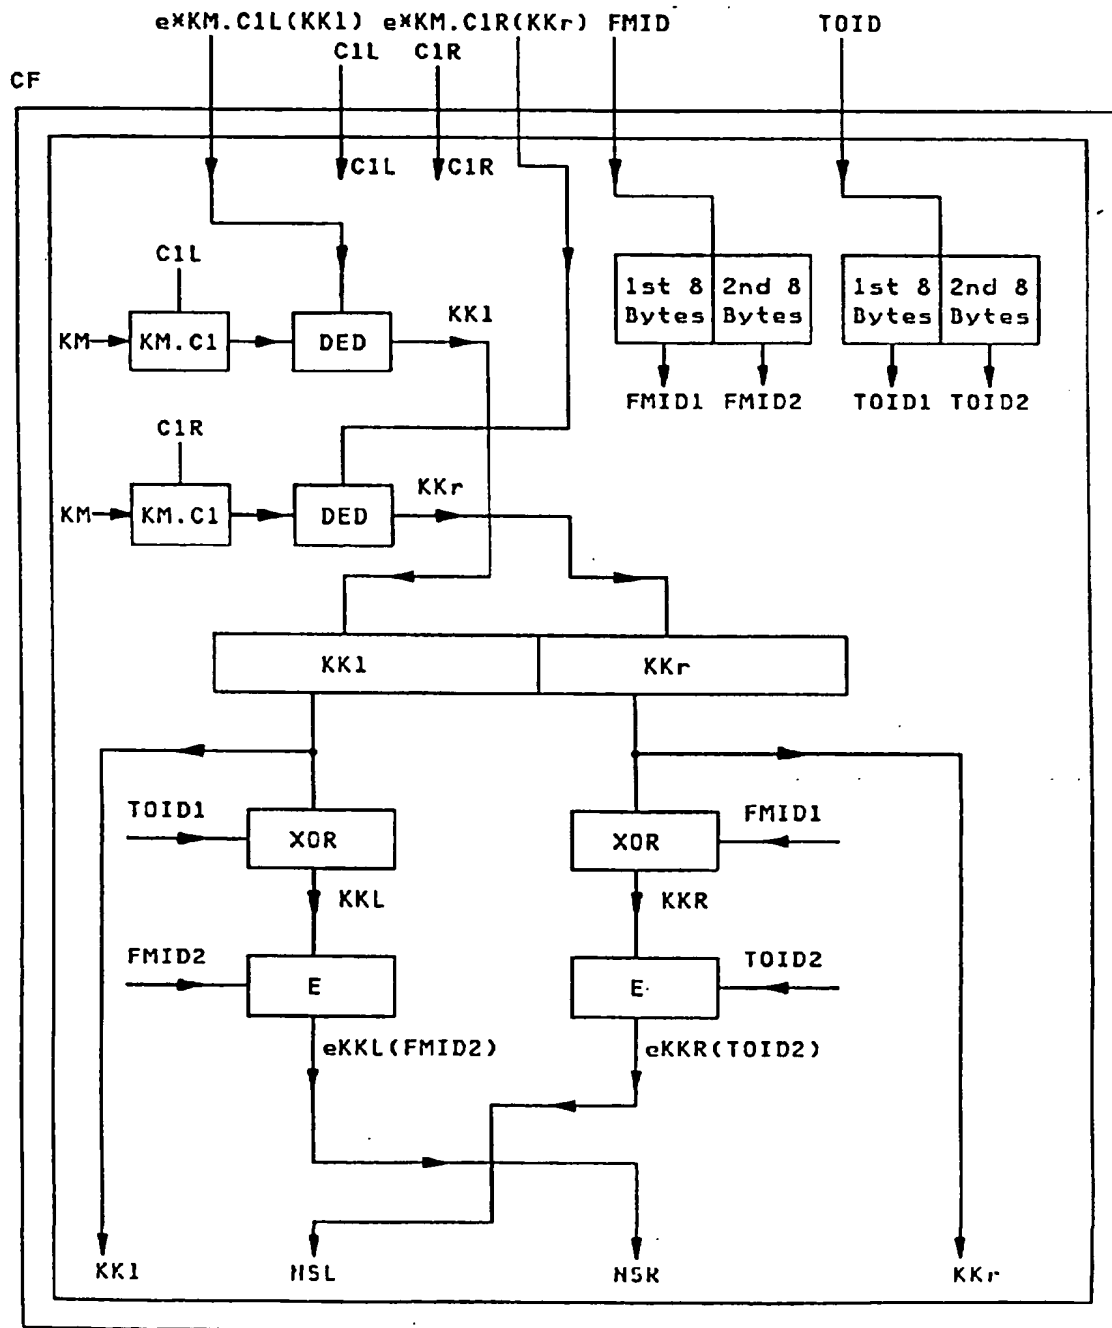 e*KM.C1L(KKl) e*KM.C1R(KKr) FMID TOID
C1L C1R
CF
C1L C1R
C1L
1st 8 2nd 8 1st 8 2nd 8
Bytes Bytes Bytes Bytes
KKl
KM KM.C1 DED
FMID1 FMID2 TOID1 TOID2
C1R
KKr
KM KM.C1 DED
KKl KKr
TOID1 FMID1
XOR XOR
KKL KKR
FMID2 TOID2
E E
eKKL(FMID2) eKKR(TOID2)
KKl NSL NSR KKr